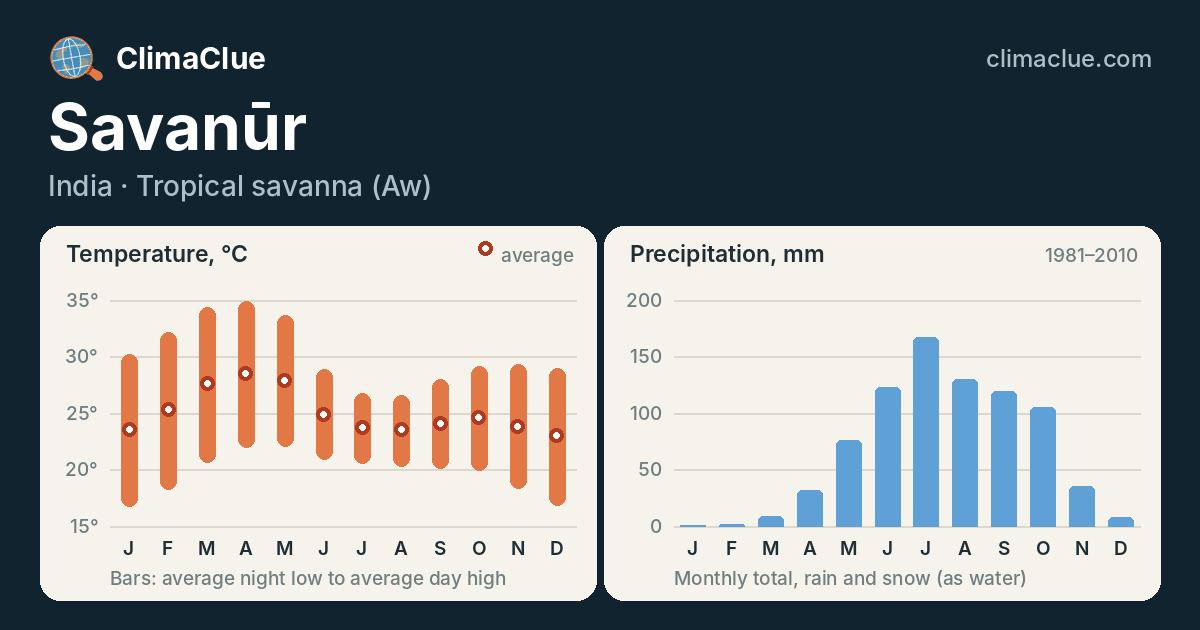 ClimaClue
climaclue.com
Savanūr
India · Tropical savanna (Aw)
Temperature, °C
average
35°
30°
25°
20°
15°
J F M A M J J A S O N D
Bars: average night low to average day high
Precipitation, mm
1981–2010
200
150
100
50
0
J F M A M J J A S O N D
Monthly total, rain and snow (as water)